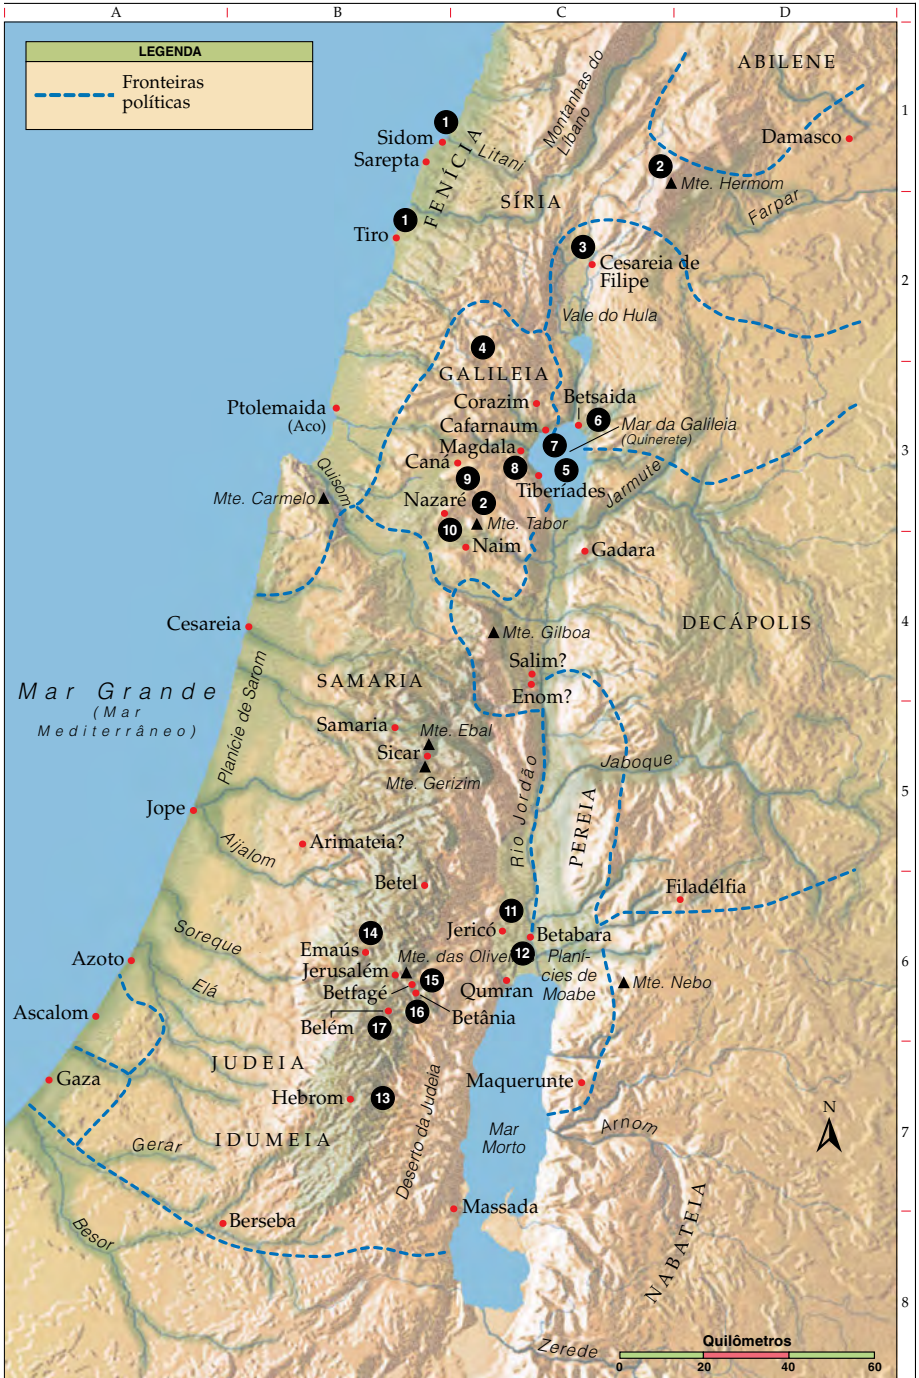 A
B
C
D
LEGENDA
Fronteiras
políticas
ABILENE
Montanhas do
Líbano
1
1
Sidom
Litani
Damasco
Sarepta
FENÍCIA
2
Mte. Hermom
SÍRIA
Farpar
1
Tiro
3
Cesareia de
Filipe
2
Vale do Hula
4
GALILEIA
Corazim
Betsaida
Ptolemaida
(Aco)
6
Cafarnaum
Mar da Galileia
(Quinerete)
7
Magdala
3
Caná
8
5
Quisom
9
Tiberíades
Jarmute
Mte. Carmelo
Nazaré
2
Mte. Tabor
10
Naim
Gadara
Cesareia
Mte. Gilboa
DECÁPOLIS
4
Salim?
Enom?
Mar Grande
(Mar
Mediterrâneo)
Planície de Sarom
SAMARIA
Samaria
Mte. Ebal
Sicar
Mte. Gerizim
Rio Jordão
Jaboque
5
Jope
PEREIA
Aijalom
Arimateia?
Betel
Filadélfia
11
Jericó
Betabara
14
Soreque
Emaús
Mte. das Olivei
12
Planí-
cies de
Moabe
Azoto
6
Jerusalém
15
Mte. Nebo
Elá
Betfagé
Qumran
Ascalom
16
Betânia
Belém
17
JUDEIA
Gaza
Maquerunte
Hebrom
13
Deserto da Judeia
N
Mar
Morto
Arnom
7
Gerar
IDUMEIA
NABATEIA
Massada
Berseba
Besor
8
Zerede
Quilômetros
0
20
40
60